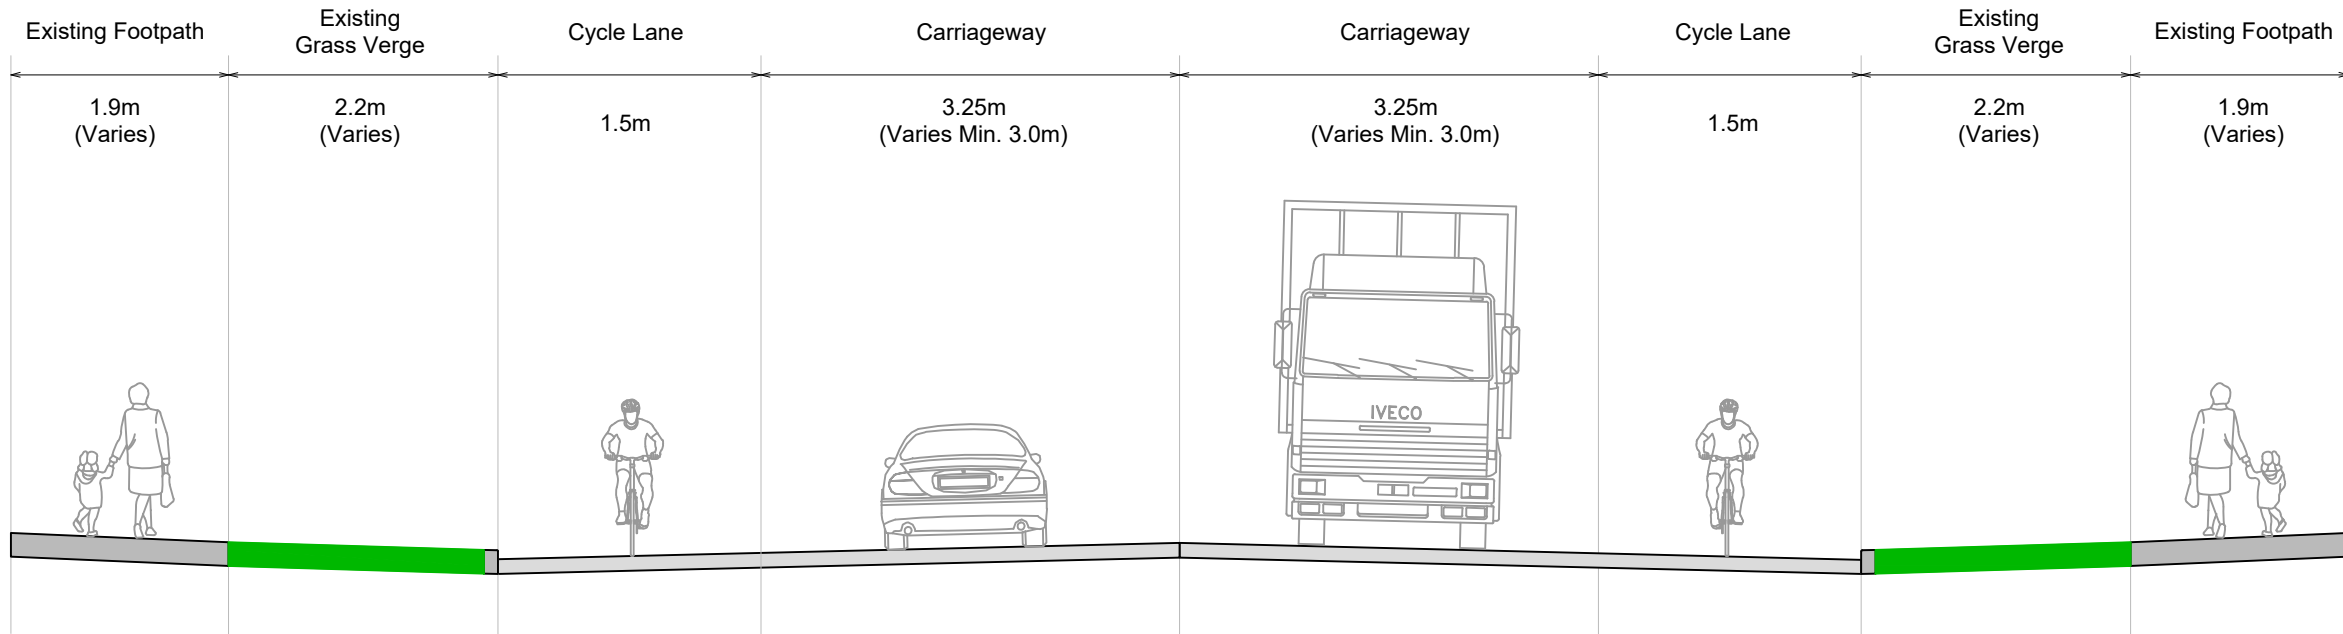 Existing Footpath
Existing
Grass Verge
Cycle Lane
Carriageway
Carriageway
Cycle Lane
Existing
Grass Verge
Existing Footpath
1.9m
(Varies)
2.2m
(Varies)
1.5m
3.25m
(Varies Min. 3.0m)
3.25m
(Varies Min. 3.0m)
1.5m
2.2m
(Varies)
1.9m
(Varies)
IVECO